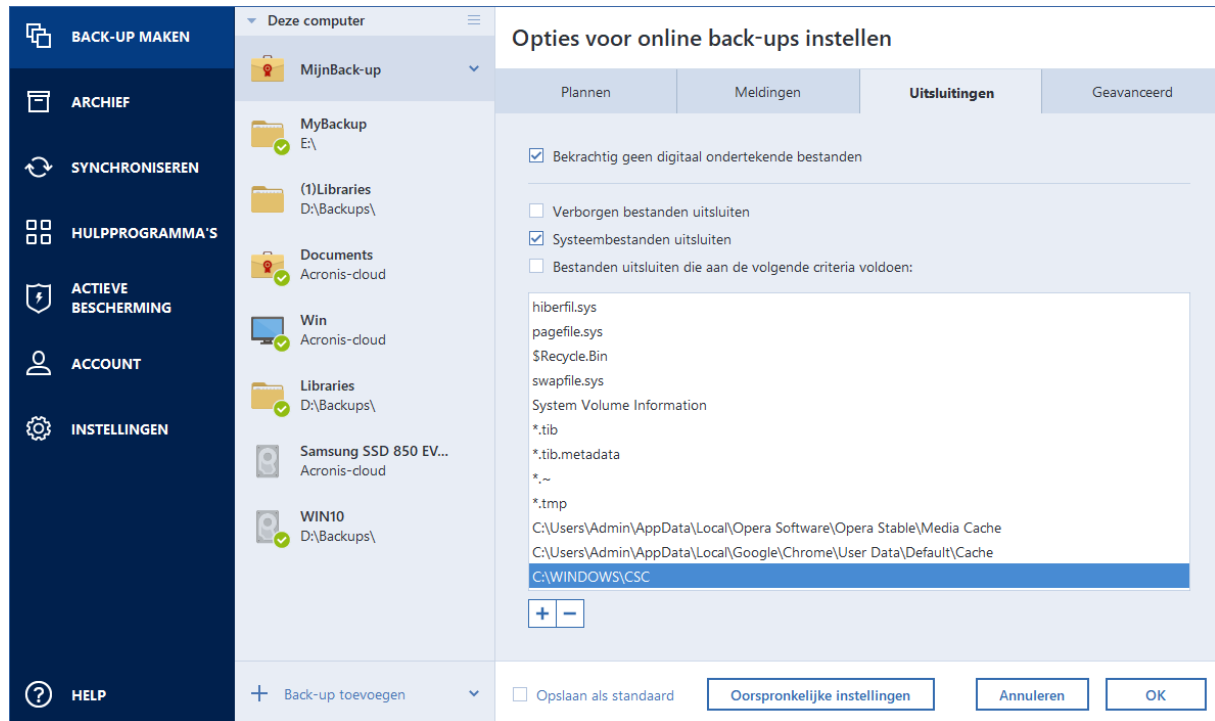 BACK-UP MAKEN
ARCHIEF
SYNCHRONISEREN
HULPPROGRAMMA'S
ACTIEVE
BESCHERMING
ACCOUNT
INSTELLINGEN
HELP
Deze computer
MijnBack-up
MyBackup
E:\
(1)Libraries
D:\Backups\
Documents
Acronis-cloud
Win
Acronis-cloud
Libraries
D:\Backups\
Samsung SSD 850 EV...
Acronis-cloud
WIN10
D:\Backups\
Back-up toevoegen
Opties voor online back-ups instellen
Plannen
Meldingen
Uitsluitingen
Geavanceerd
Bekrachtig geen digitaal ondertekende bestanden
Verborgen bestanden uitsluiten
Systeembestanden uitsluiten
Bestanden uitsluiten die aan de volgende criteria voldoen:
hiberfil.sys
pagefile.sys
$Recycle.Bin
swapfile.sys
System Volume Information
*.tib
*.tib.metadata
*.~
*.tmp
C:\Users\Admin\AppData\Local\Opera Software\Opera Stable\Media Cache
C:\Users\Admin\AppData\Local\Google\Chrome\User Data\Default\Cache
C:\WINDOWS\CSC
Opslaan als standaard
Oorspronkelijke instellingen
Annuleren
OK